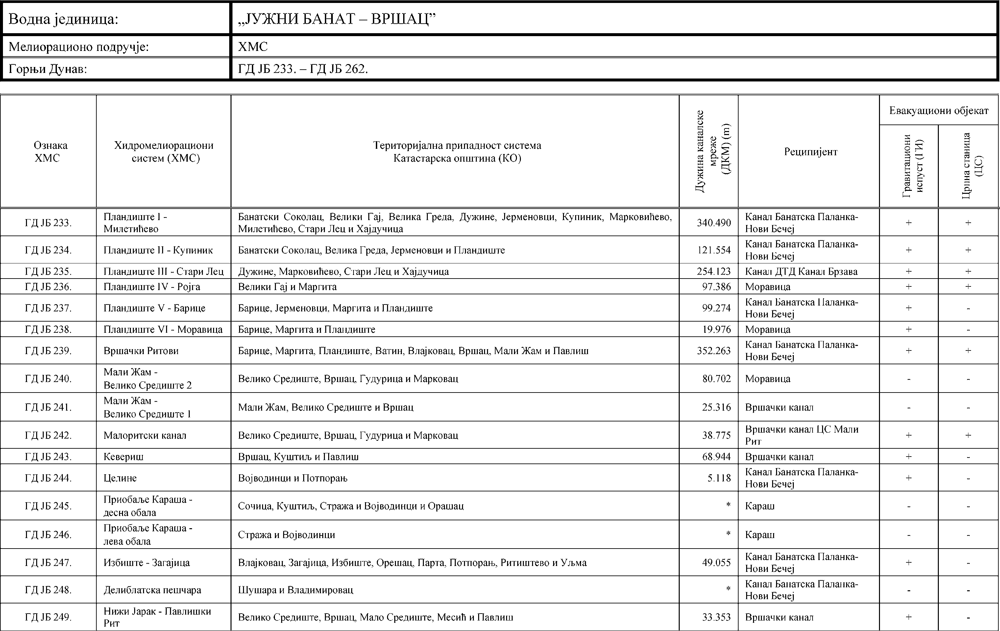 Водна јединица: „ЈУЖНИ БАНАТ – ВРШАЦ”
Мелиорационо подручје: ХМС
Горњи Дунав: ГД ЈБ 233. – ГД ЈБ 262.
Ознака ХМС
Хидромелиорациони систем (ХМС)
Територијална припадност система
Катастарска општина (КО)
Дужина каналске мреже (ДКМ) (m)
Реципијент
Евакуациони објекат
Гравитациони испуст (ГИ)
Црпна станица (ЦС)
ГД ЈБ 233. Пландиште I - Милетићево Банатски Соколац, Велики Гај, Велика Греда, Дужине, Јерменовци, Купиник, Марковићево, Милетићево, Стари Лец и Хајдучица 340.490 Канал Банатска Паланка-Нови Бечеј + +
ГД ЈБ 234. Пландиште II - Купиник Банатски Соколац, Велика Греда, Јерменовци и Пландиште 121.554 Канал Банатска Паланка-Нови Бечеј + +
ГД ЈБ 235. Пландиште III - Стари Лец Дужине, Марковићево, Стари Лец и Хајдучица 254.123 Канал ДТД Канал Брзава + +
ГД ЈБ 236. Пландиште IV - Ројга Велики Гај и Маргита 97.386 Моравица + +
ГД ЈБ 237. Пландиште V - Барице Барице, Јерменовци, Маргита и Пландиште 99.274 Канал Банатска Паланка-Нови Бечеј + -
ГД ЈБ 238. Пландиште VI - Моравица Барице, Маргита и Пландиште 19.976 Моравица + -
ГД ЈБ 239. Вршачки Ритови Барице, Маргита, Пландиште, Ватин, Влајковац, Вршац, Мали Жам и Павлиш 352.263 Канал Банатска Паланка-Нови Бечеј + +
ГД ЈБ 240. Мали Жам - Велико Средиште 2 Велико Средиште, Вршац, Гудурица и Марковац 80.702 Моравица - -
ГД ЈБ 241. Мали Жам - Велико Средиште 1 Мали Жам, Велико Средиште и Вршац 25.316 Вршачки канал - -
ГД ЈБ 242. Малоритски канал Велико Средиште, Вршац, Гудурица и Марковац 38.775 Вршачки канал ЦС Мали Рит + +
ГД ЈБ 243. Кевериш Вршац, Куштиљ и Павлиш 68.944 Вршачки канал + -
ГД ЈБ 244. Целине Војводинци и Потпорањ 5.118 Канал Банатска Паланка-Нови Бечеј + -
ГД ЈБ 245. Приобаље Караша - десна обала Сочица, Куштиљ, Стража и Војводинци и Орашац * Караш - -
ГД ЈБ 246. Приобаље Караша - лева обала Стража и Војводинци * Караш - -
ГД ЈБ 247. Избиште - Загајица Влајковац, Загајица, Избиште, Орешац, Парта, Потпорањ, Ритиштево и Уљма 49.055 Канал Банатска Паланка-Нови Бечеј + -
ГД ЈБ 248. Делиблатска пешчара Шушара и Владимировац * Канал Банатска Паланка-Нови Бечеј - -
ГД ЈБ 249. Нижи Јарак - Павлишки Рит Велико Средиште, Вршац, Мало Средиште, Месић и Павлиш 33.353 Вршачки канал + -